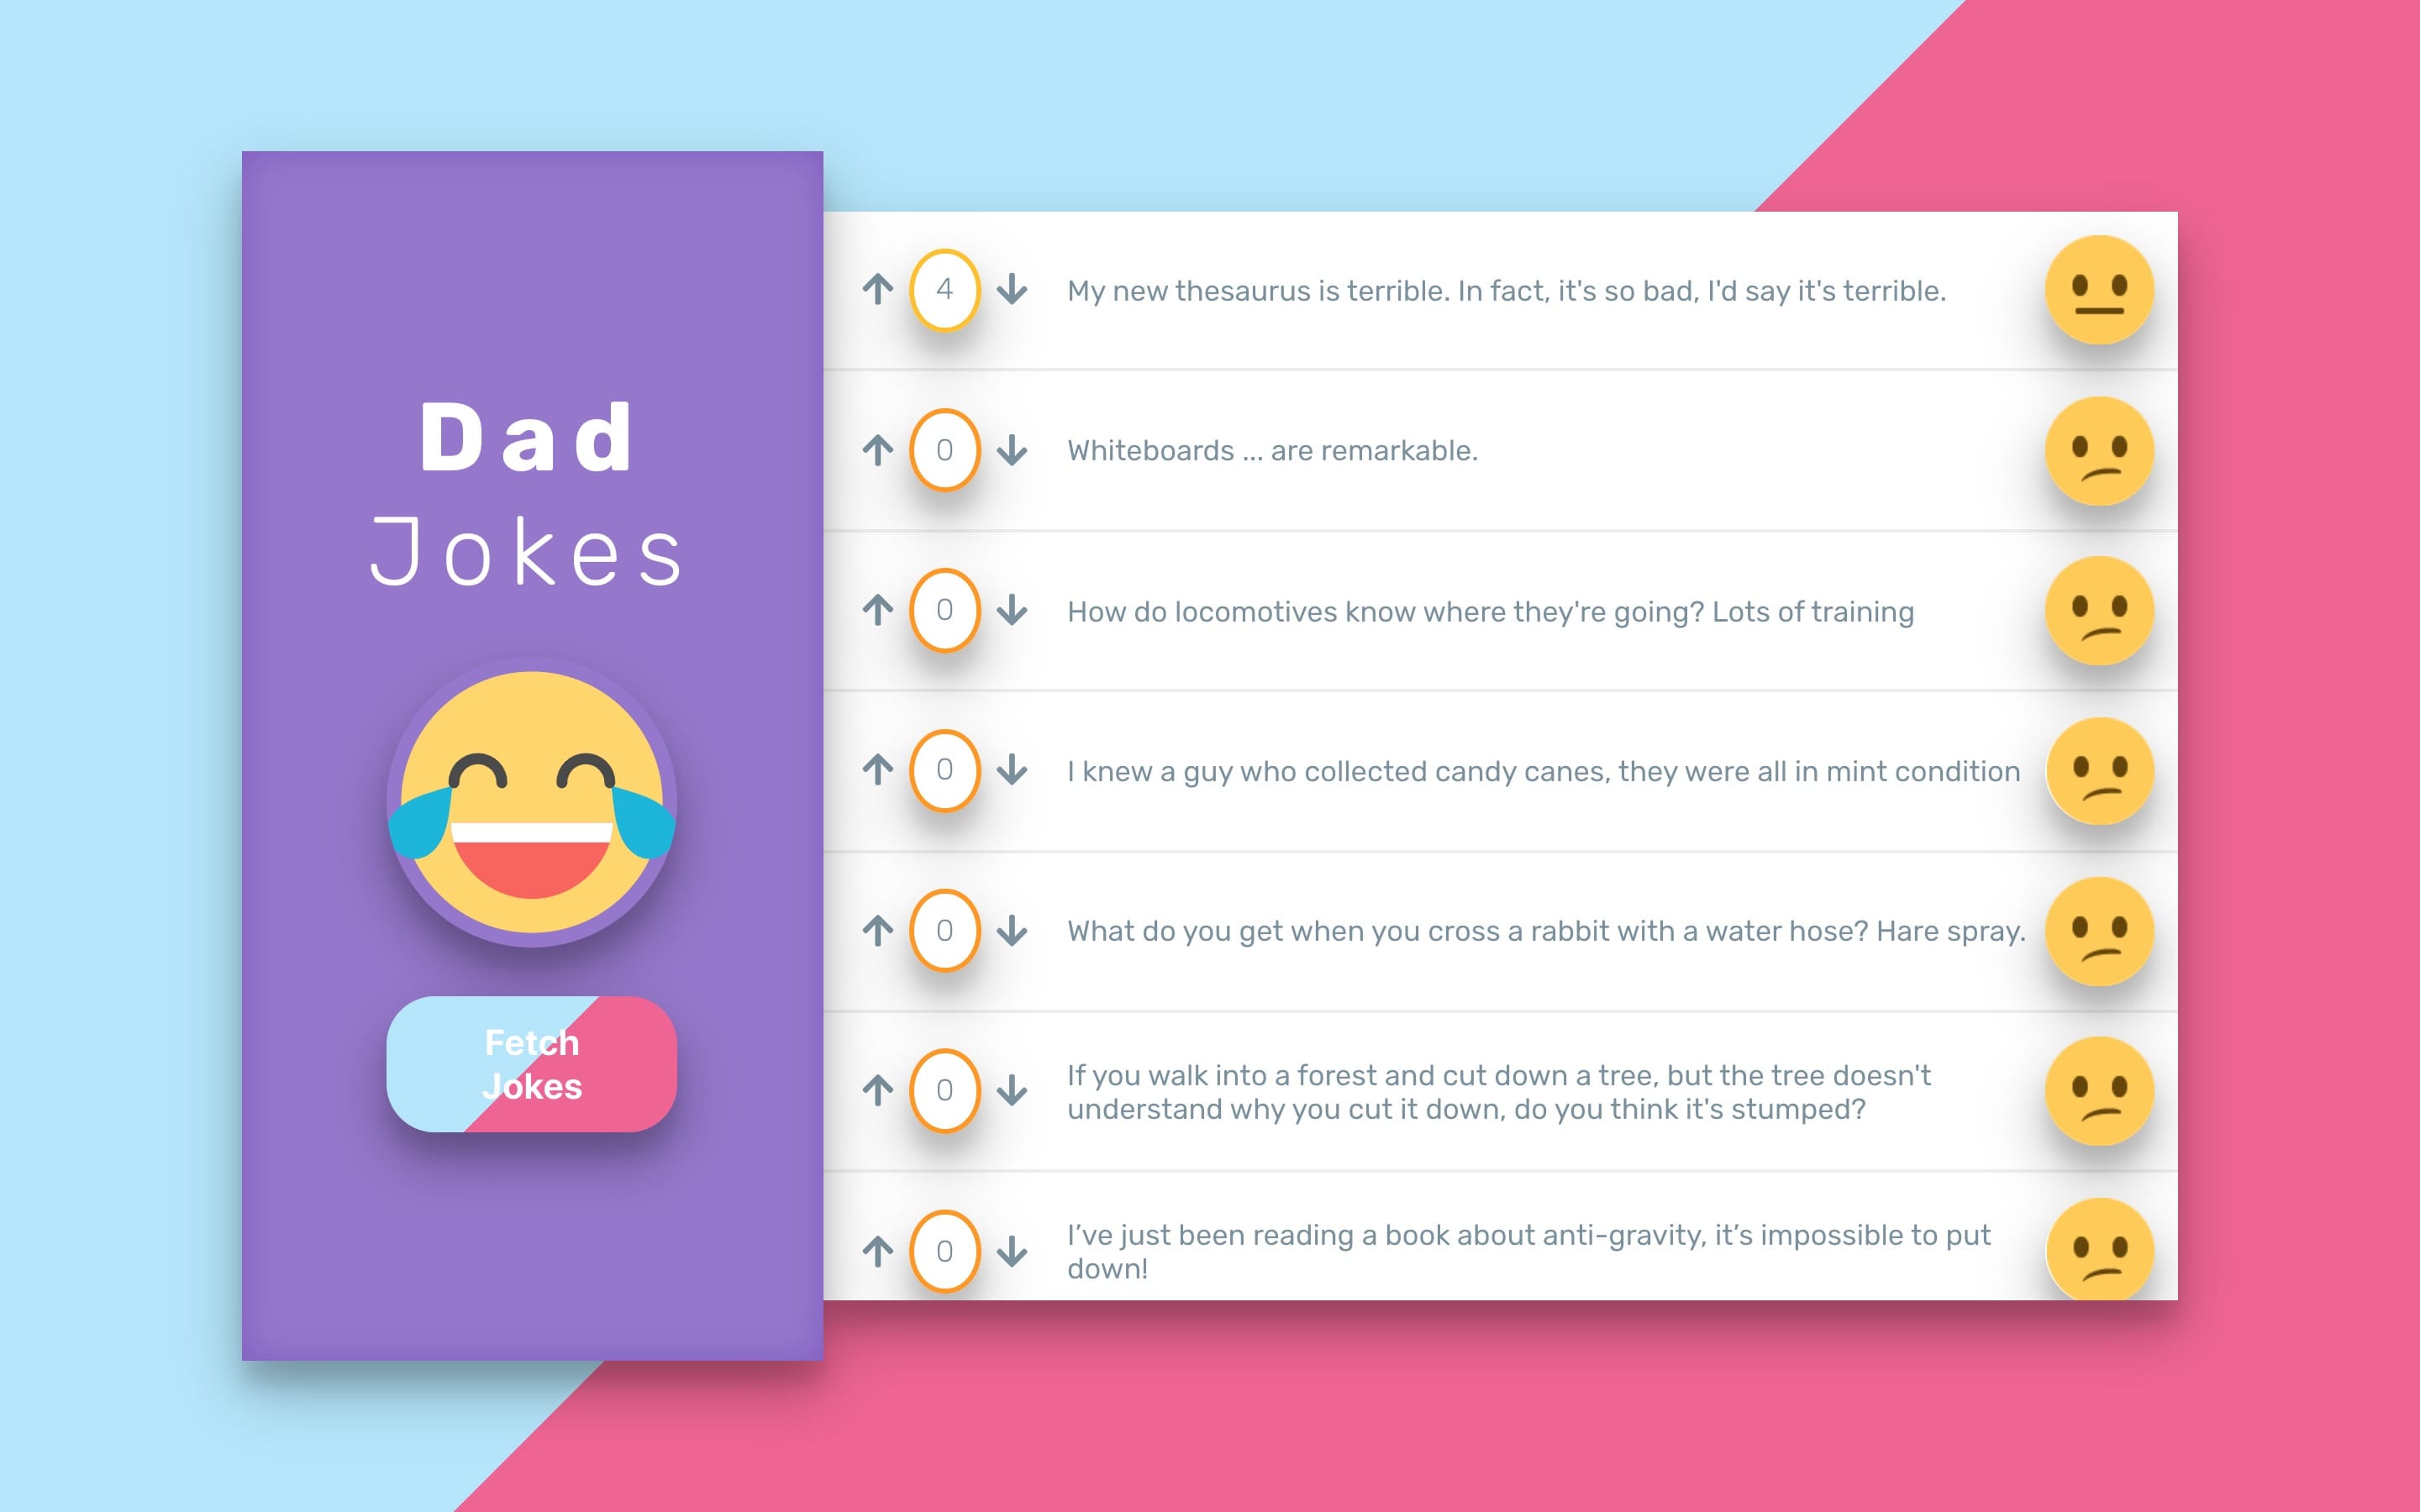 Dad
Jokes
Fetch
Jokes
4
My new thesaurus is terrible. In fact, it's so bad, I'd say it's terrible.
0
Whiteboards ... are remarkable.
0
How do locomotives know where they're going? Lots of training
0
I knew a guy who collected candy canes, they were all in mint condition
0
What do you get when you cross a rabbit with a water hose? Hare spray.
0
If you walk into a forest and cut down a tree, but the tree doesn't
understand why you cut it down, do you think it's stumped?
0
I’ve just been reading a book about anti-gravity, it’s impossible to put
down!